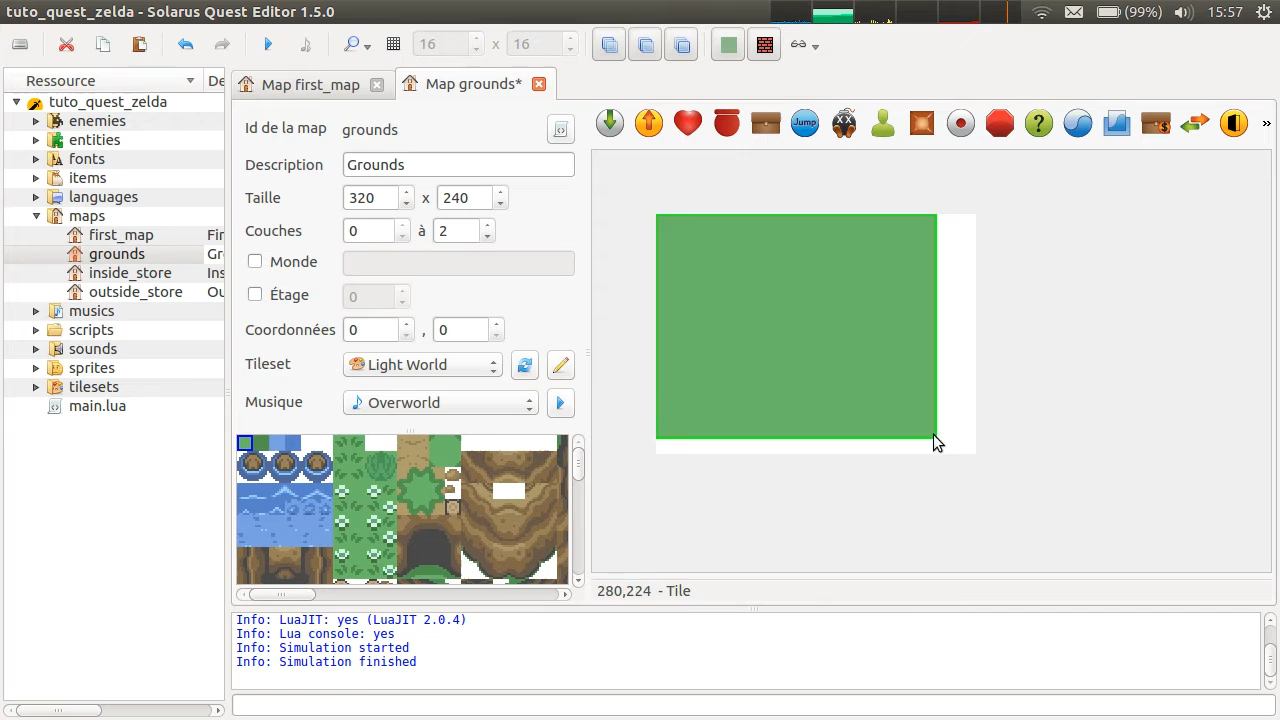 tuto_quest_zelda - Solarus Quest Editor 1.5.0
(99%)
15:57
16 x 16
Ressource
De
tuto_quest_zelda
enemies
entities
fonts
items
languages
maps
first_map
Fir
grounds
Gr
inside_store
Ins
outside_store
Ou
musics
scripts
sounds
sprites
tilesets
main.lua
Map first_map
Map grounds*
Id de la map
grounds
Description
Grounds
Taille
320 x 240
Couches
0 à 2
Monde
Étage
0
Coordonnées
0 , 0
Tileset
Light World
Musique
Overworld
Jump
?
$
»
280,224 - Tile
Info: LuaJIT: yes (LuaJIT 2.0.4)
Info: Lua console: yes
Info: Simulation started
Info: Simulation finished